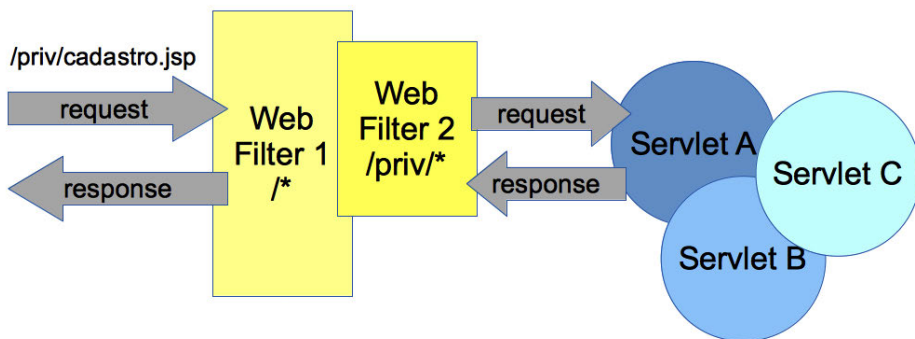 /priv/cadastro.jsp
request
response
Web
Filter 1
/*
Web
Filter 2
/priv/*
request
response
Servlet A
Servlet C
Servlet B